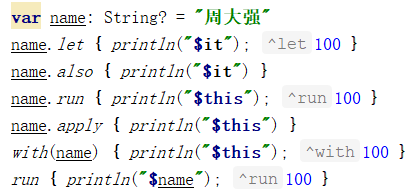 var name: String? = "周大强"
name.let { println("$it"); ^let 100 }
name.also { println("$it") }
name.run { println("$this"); ^run 100 }
name.apply { println("$this") }
with(name) { println("$this"); ^with 100 }
run { println("$name"); ^run 100 }